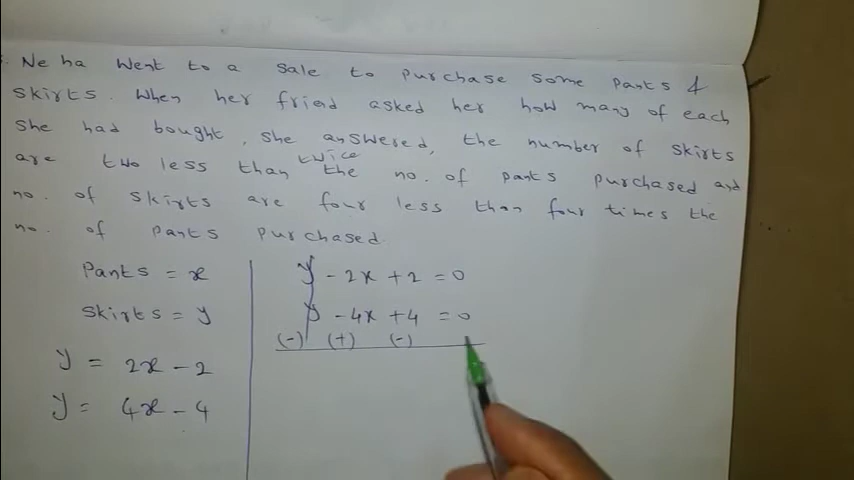 Neha went to a sale to purchase some pants &
skirts. When her friend asked her how many of each
she had bought, she answered, the number of skirts
are two less than twice the no. of pants purchased and
no. of skirts are four less than four times the
no. of pants purchased.
Pants = x
Skirts = y
y = 2x - 2
y = 4x - 4
y - 2x + 2 = 0
y - 4x + 4 = 0
(-) (+) (-)